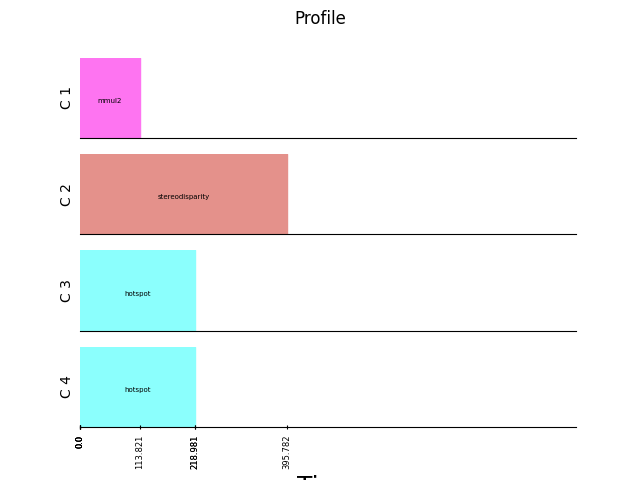 Profile
C 1
mmul2
C 2
stereodisparity
C 3
hotspot
C 4
hotspot
0.0
113.821
218.981
395.782